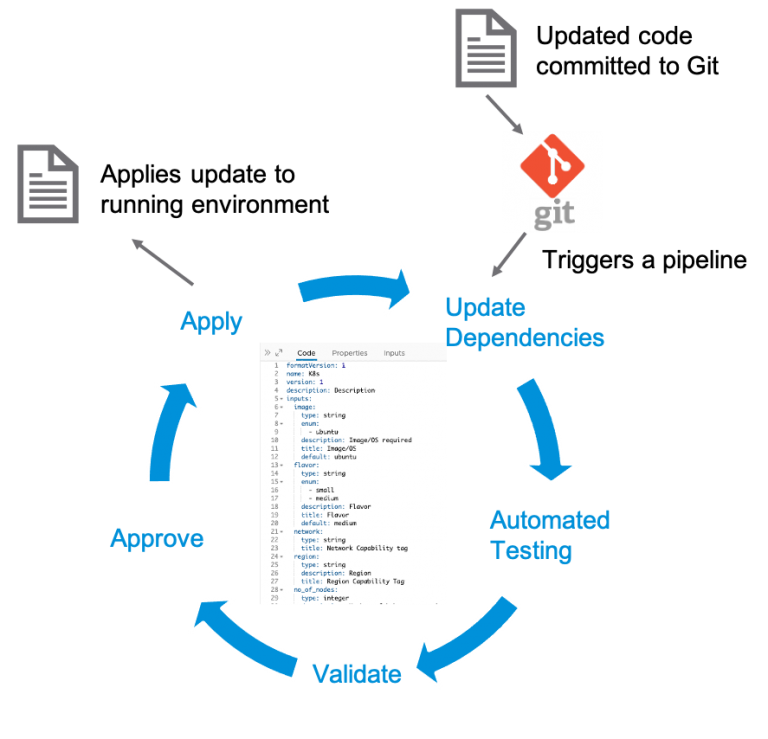 Updated code
committed to Git
git
Triggers a pipeline
Applies update to
running environment
Apply
Update
Dependencies
Automated
Testing
Validate
Approve
Code Properties Inputs
1 formatVersion: 1
2 name: K8s
3 version: 1
4 description: Description
5 inputs:
6 image:
7 type: string
8 enum:
9 - ubuntu
10 description: Image/OS required
11 title: Image/OS
12 default: ubuntu
13 flavor:
14 type: string
15 enum:
16 - small
17 - medium
18 description: Flavor
19 title: Flavor
20 default: medium
21 network:
22 type: string
23 title: Network Capability tag
24 region:
25 type: string
26 description: Region
27 title: Region Capability Tag
28 no_of_nodes:
29 type: integer